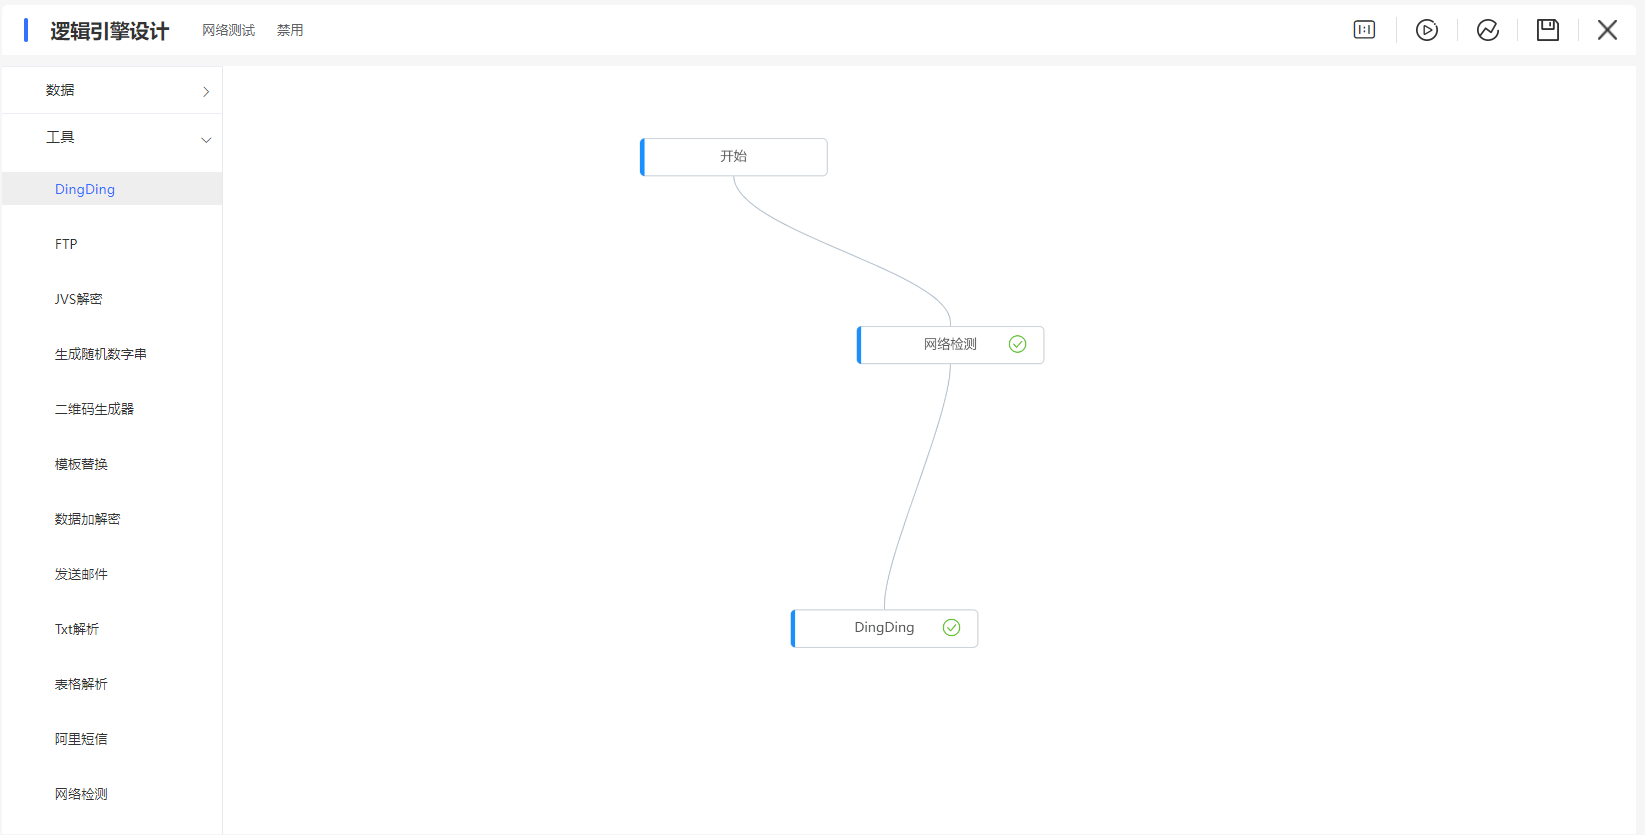 逻辑引擎设计 网络测试 禁用
数据
工具
DingDing
FTP
JVS解密
生成随机数字串
二维码生成器
模板替换
数据加解密
发送邮件
Txt解析
表格解析
阿里短信
网络检测
开始
网络检测
DingDing